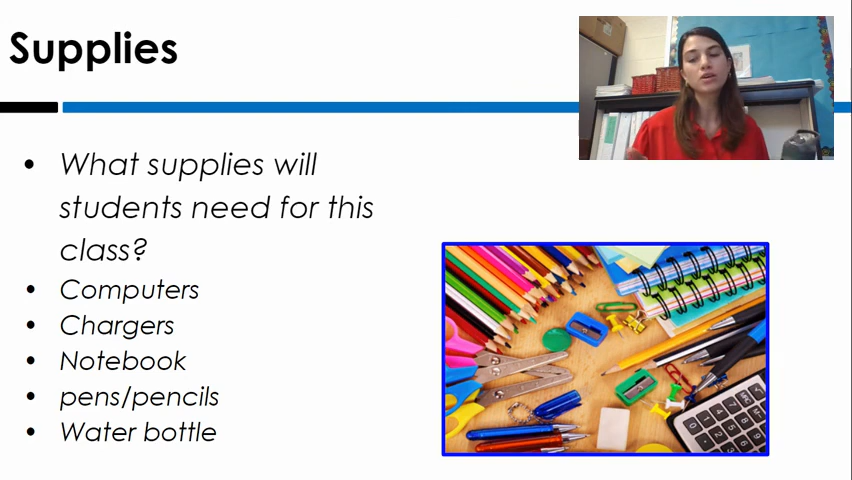 Supplies
• What supplies will
students need for this
class?
• Computers
• Chargers
• Notebook
• pens/pencils
• Water bottle